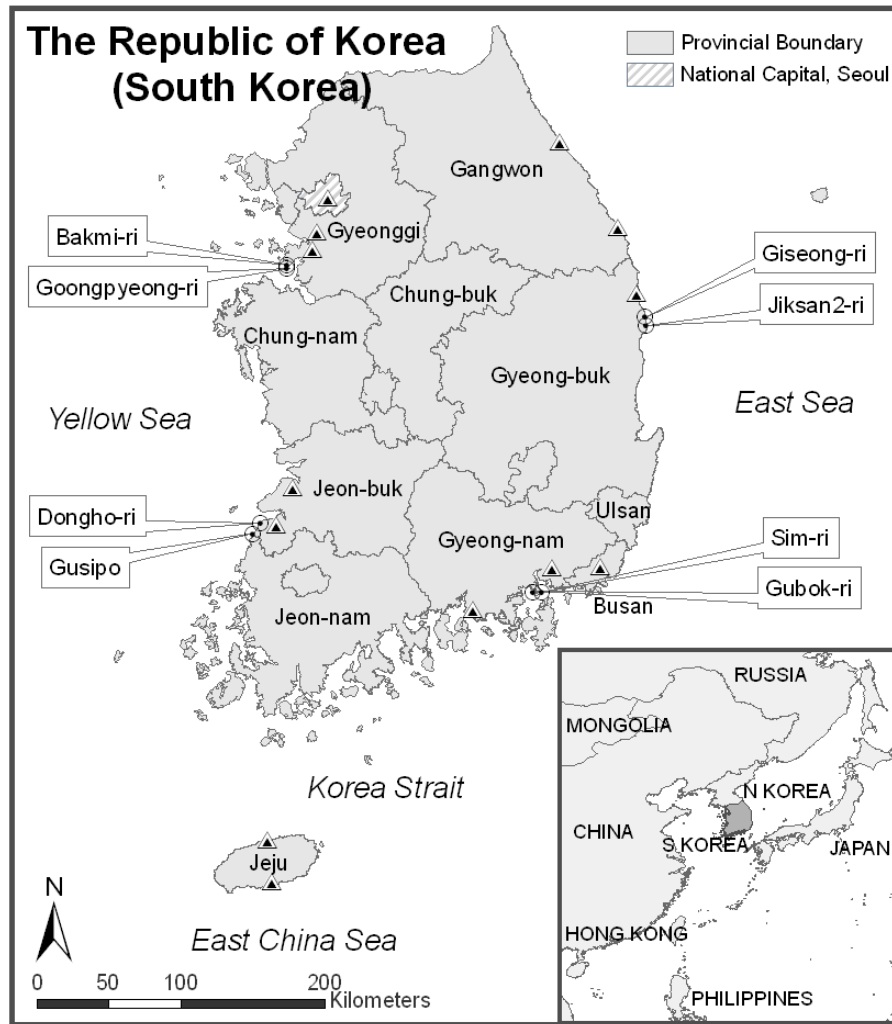 The Republic of Korea
(South Korea)
Provincial Boundary
National Capital, Seoul
Gangwon
Bakmi-ri
Gyeonggi
Giseong-ri
Goongpyeong-ri
Chung-buk
Jiksan2-ri
Chung-nam
Gyeong-buk
Yellow Sea
East Sea
Jeon-buk
Dongho-ri
Ulsan
Gyeong-nam
Sim-ri
Gusipo
Gubok-ri
Jeon-nam
Busan
RUSSIA
MONGOLIA
Korea Strait
N KOREA
CHINA
S KOREA
JAPAN
Jeju
N
HONG KONG
East China Sea
0 50 100 200
Kilometers
PHILIPPINES